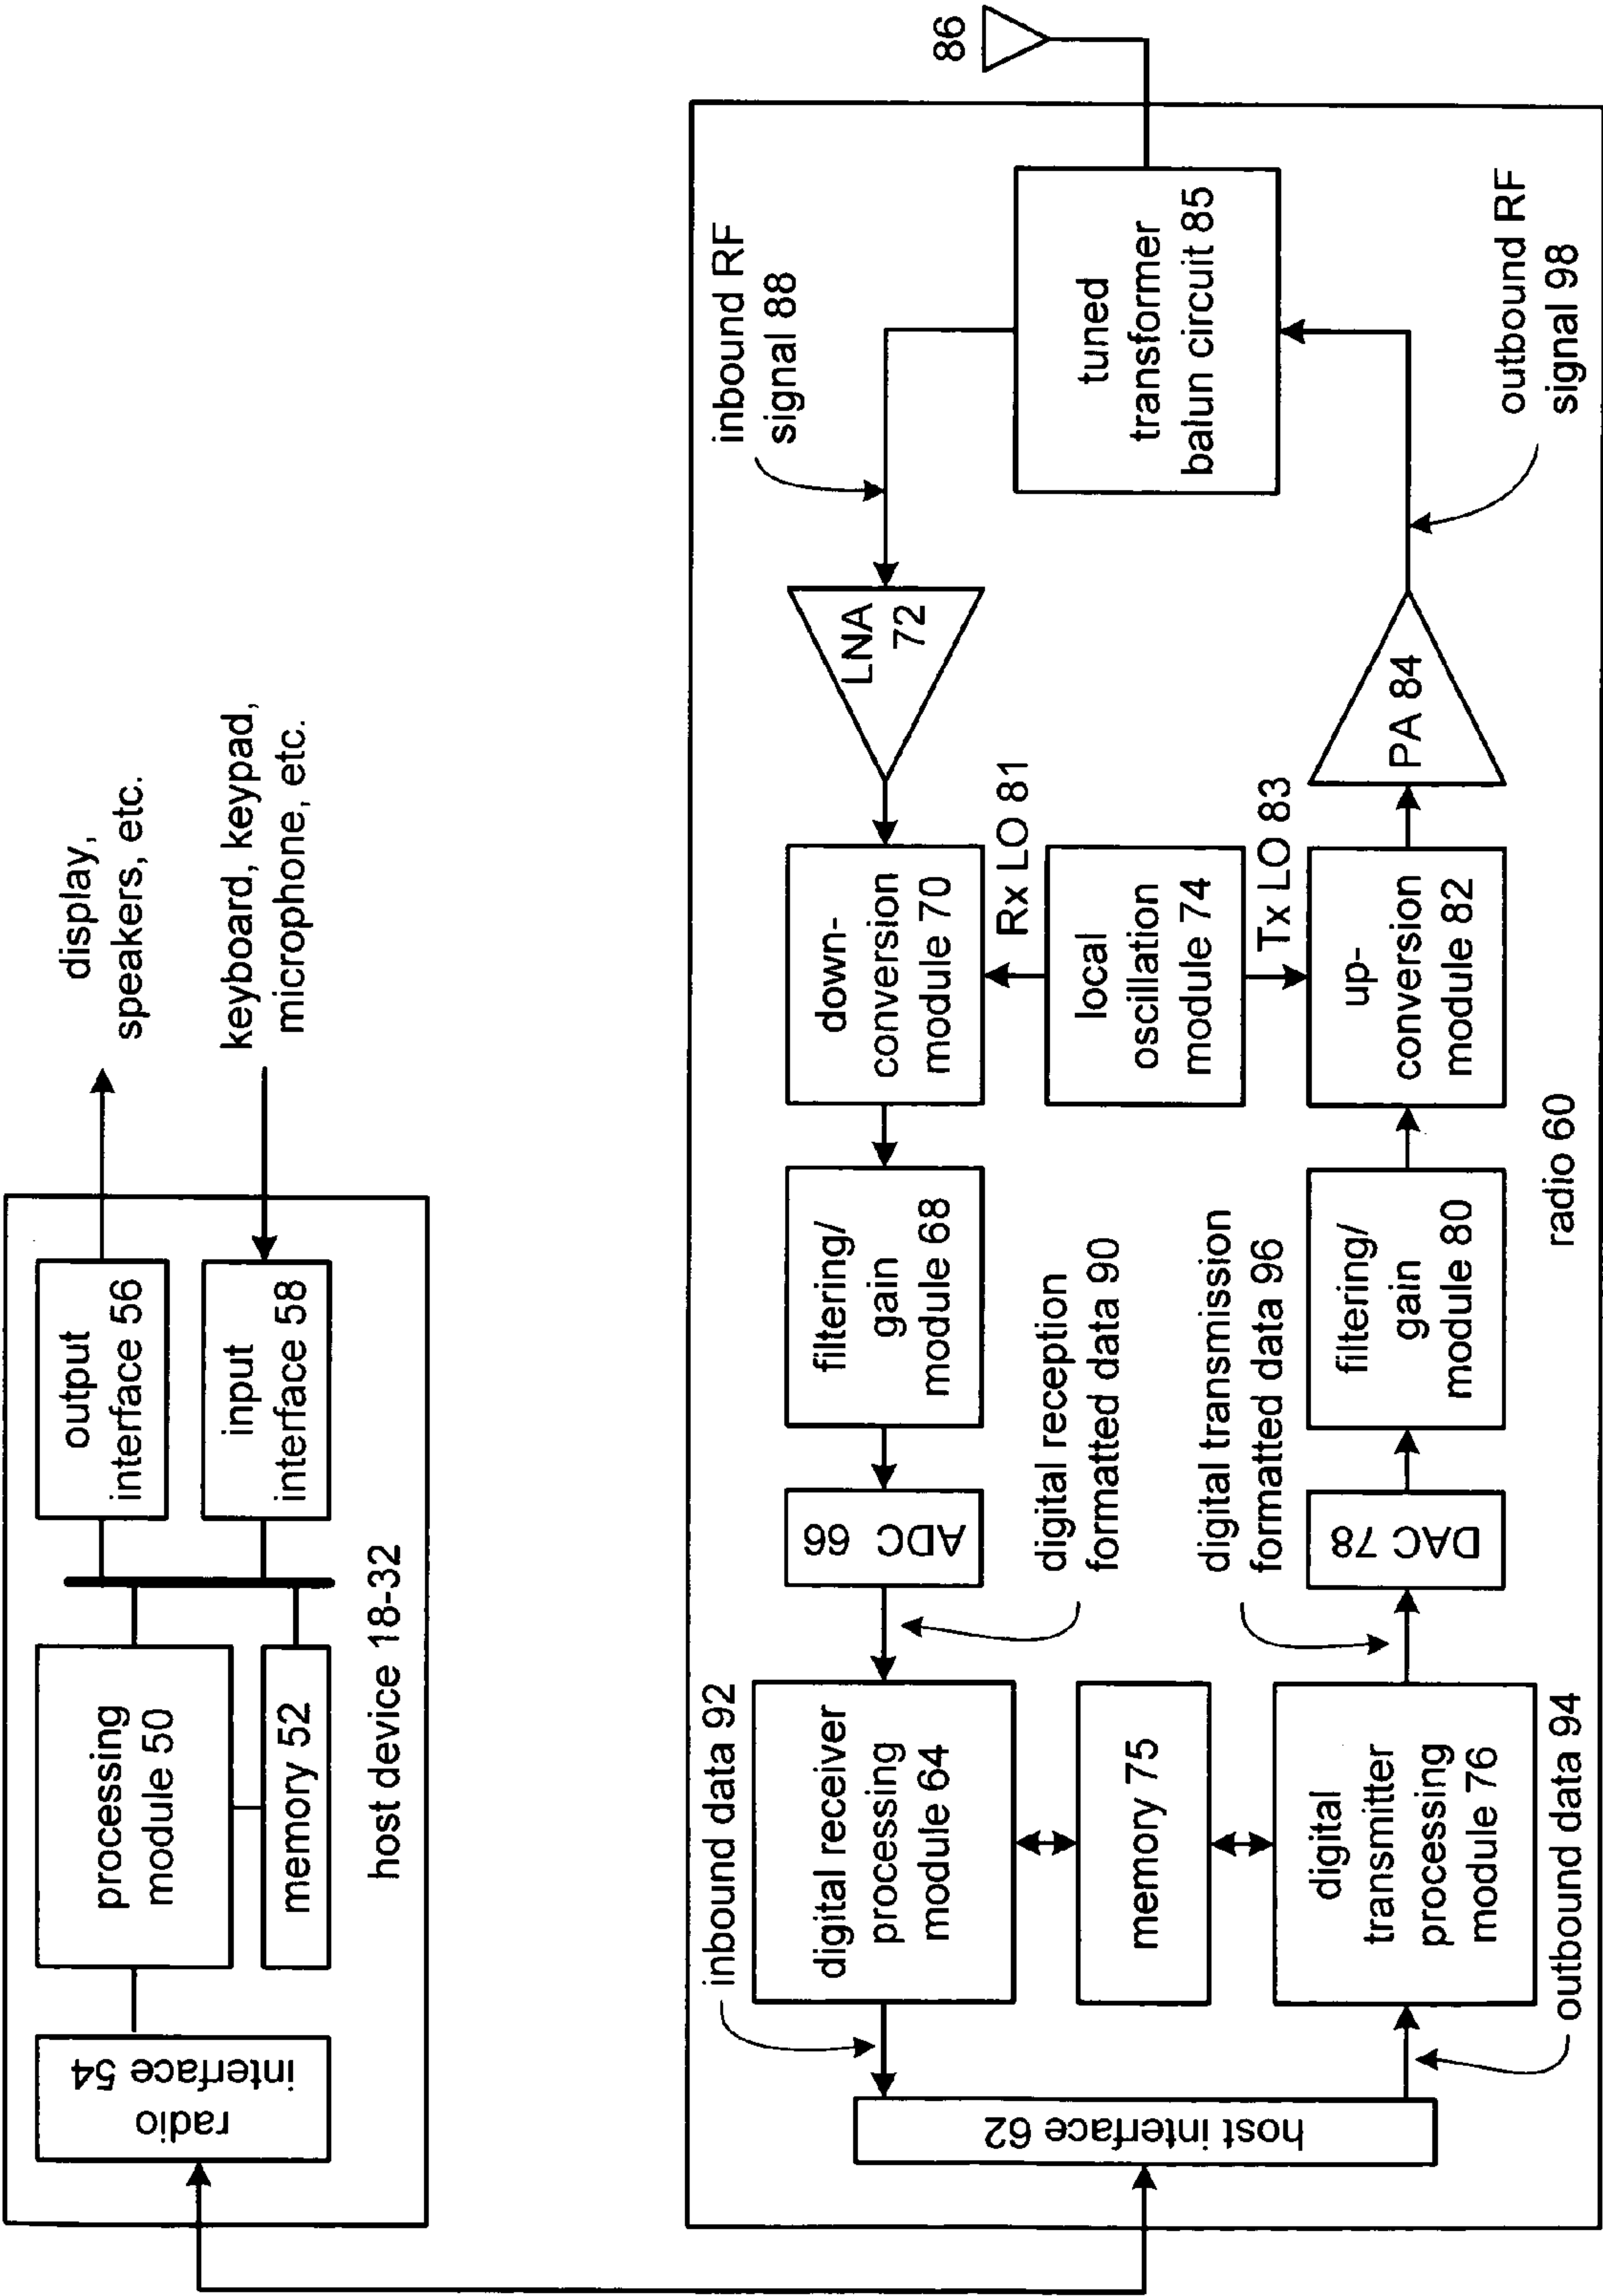 radio
interface 54
processing
module 50
memory 52
output
interface 56
input
interface 58
display,
speakers, etc.
keyboard, keypad,
microphone, etc.
host device 18-32
host interface 62
inbound data 92
digital receiver
processing
module 64
ADC 66
filtering/
gain
module 68
down-
conversion
module 70
LNA
72
inbound RF
signal 88
86
digital reception
formatted data 90
memory 75
Rx LO 81
local
oscillation
module 74
Tx LO 83
tuned
transformer
balun circuit 85
digital transmission
formatted data 96
digital
transmitter
processing
module 76
DAC 78
filtering/
gain
module 80
up-
conversion
module 82
PA 84
outbound RF
signal 98
outbound data 94
radio 60